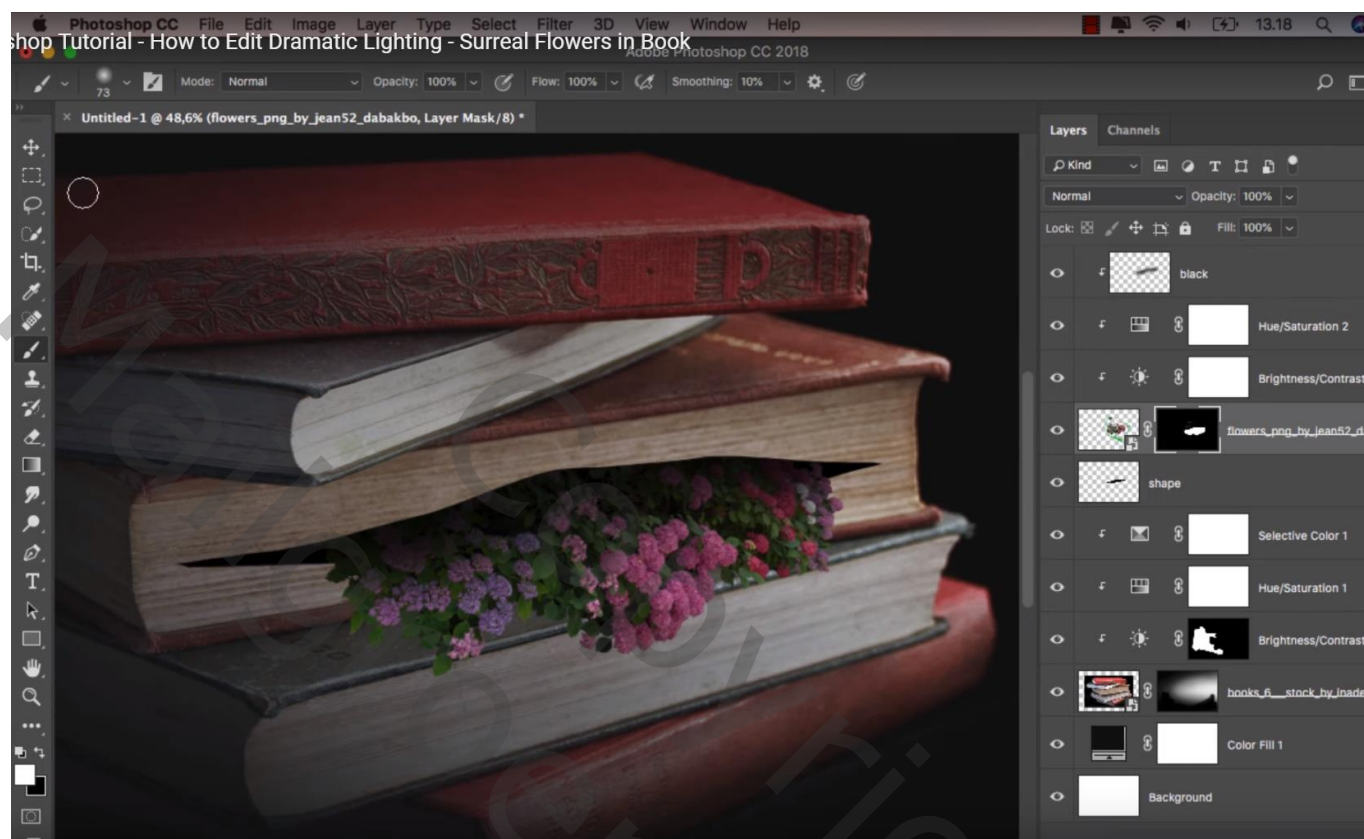 Photoshop CC File Edit Image Layer Type Select Filter 3D View Window Help 13.18
shop Tutorial - How to Edit Dramatic Lighting - Surreal Flowers in Book
Adobe Photoshop CC 2018
73 Mode: Normal Opacity: 100% Flow: 100% Smoothing: 10%
× Untitled-1 @ 48,6% (flowers_png_by_jean52_dabakbo, Layer Mask/8) *
Layers Channels
Kind
Normal Opacity: 100%
Lock: Fill: 100%
black
Hue/Saturation 2
Brightness/Contrast
flowers_png_by_jean52_d
shape
Selective Color 1
Hue/Saturation 1
Brightness/Contrast
books_6__stock_by_inade
Color Fill 1
Background